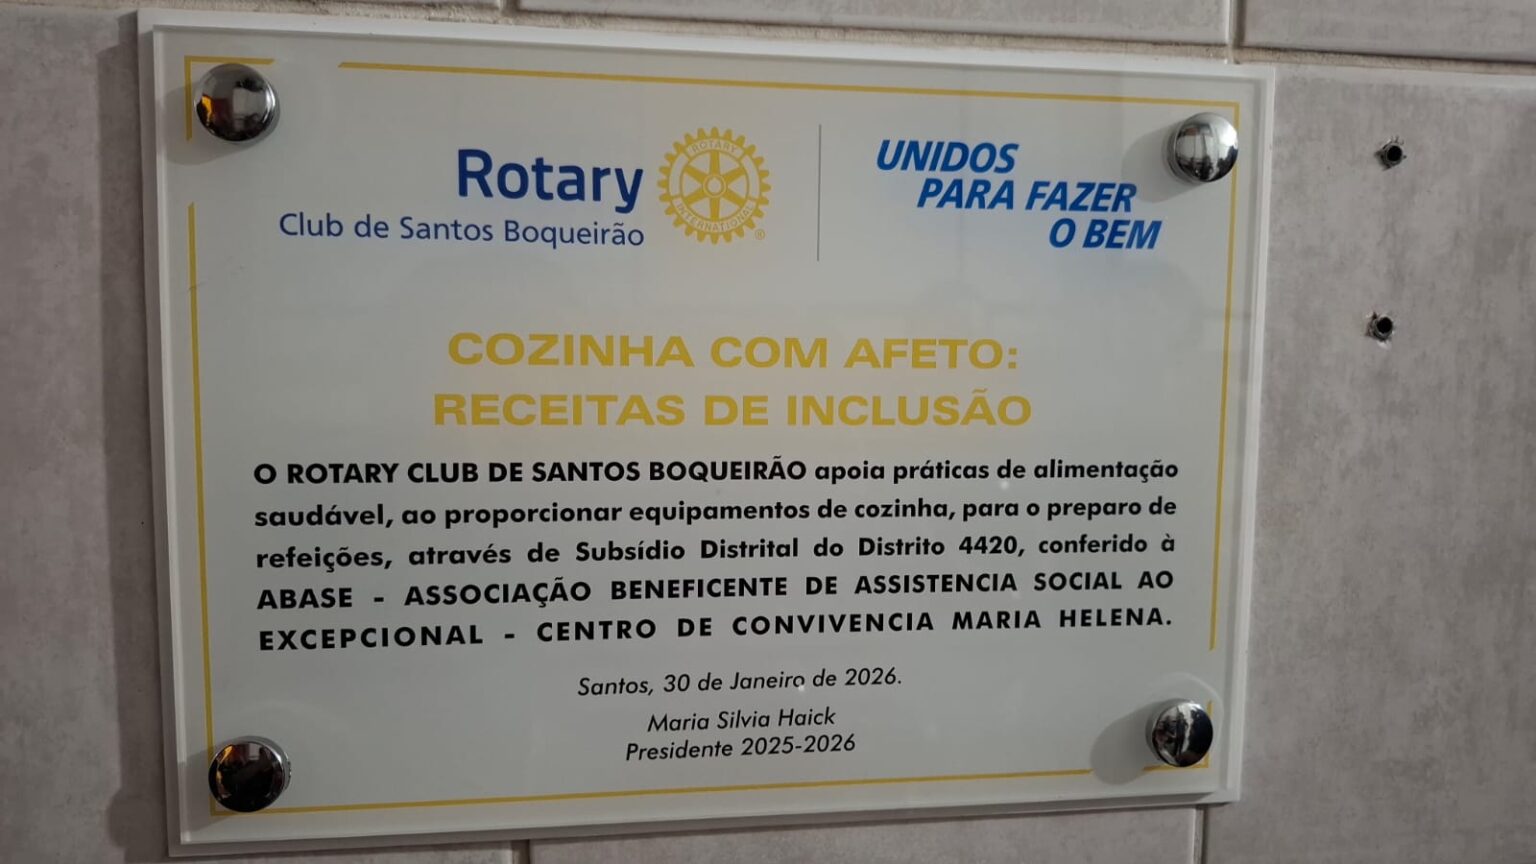 Rotary
Club de Santos Boqueirão
ROTARY
INTERNATIONAL
®
UNIDOS
PARA FAZER
O BEM
COZINHA COM AFETO:
RECEITAS DE INCLUSÃO
O ROTARY CLUB DE SANTOS BOQUEIRÃO apoia práticas de alimentação
saudável, ao proporcionar equipamentos de cozinha, para o preparo de
refeições, através de Subsídio Distrital do Distrito 4420, conferido à
ABASE - ASSOCIAÇÃO BENEFICENTE DE ASSISTENCIA SOCIAL AO
EXCEPCIONAL - CENTRO DE CONVIVENCIA MARIA HELENA.
Santos, 30 de Janeiro de 2026.
Maria Silvia Haick
Presidente 2025-2026